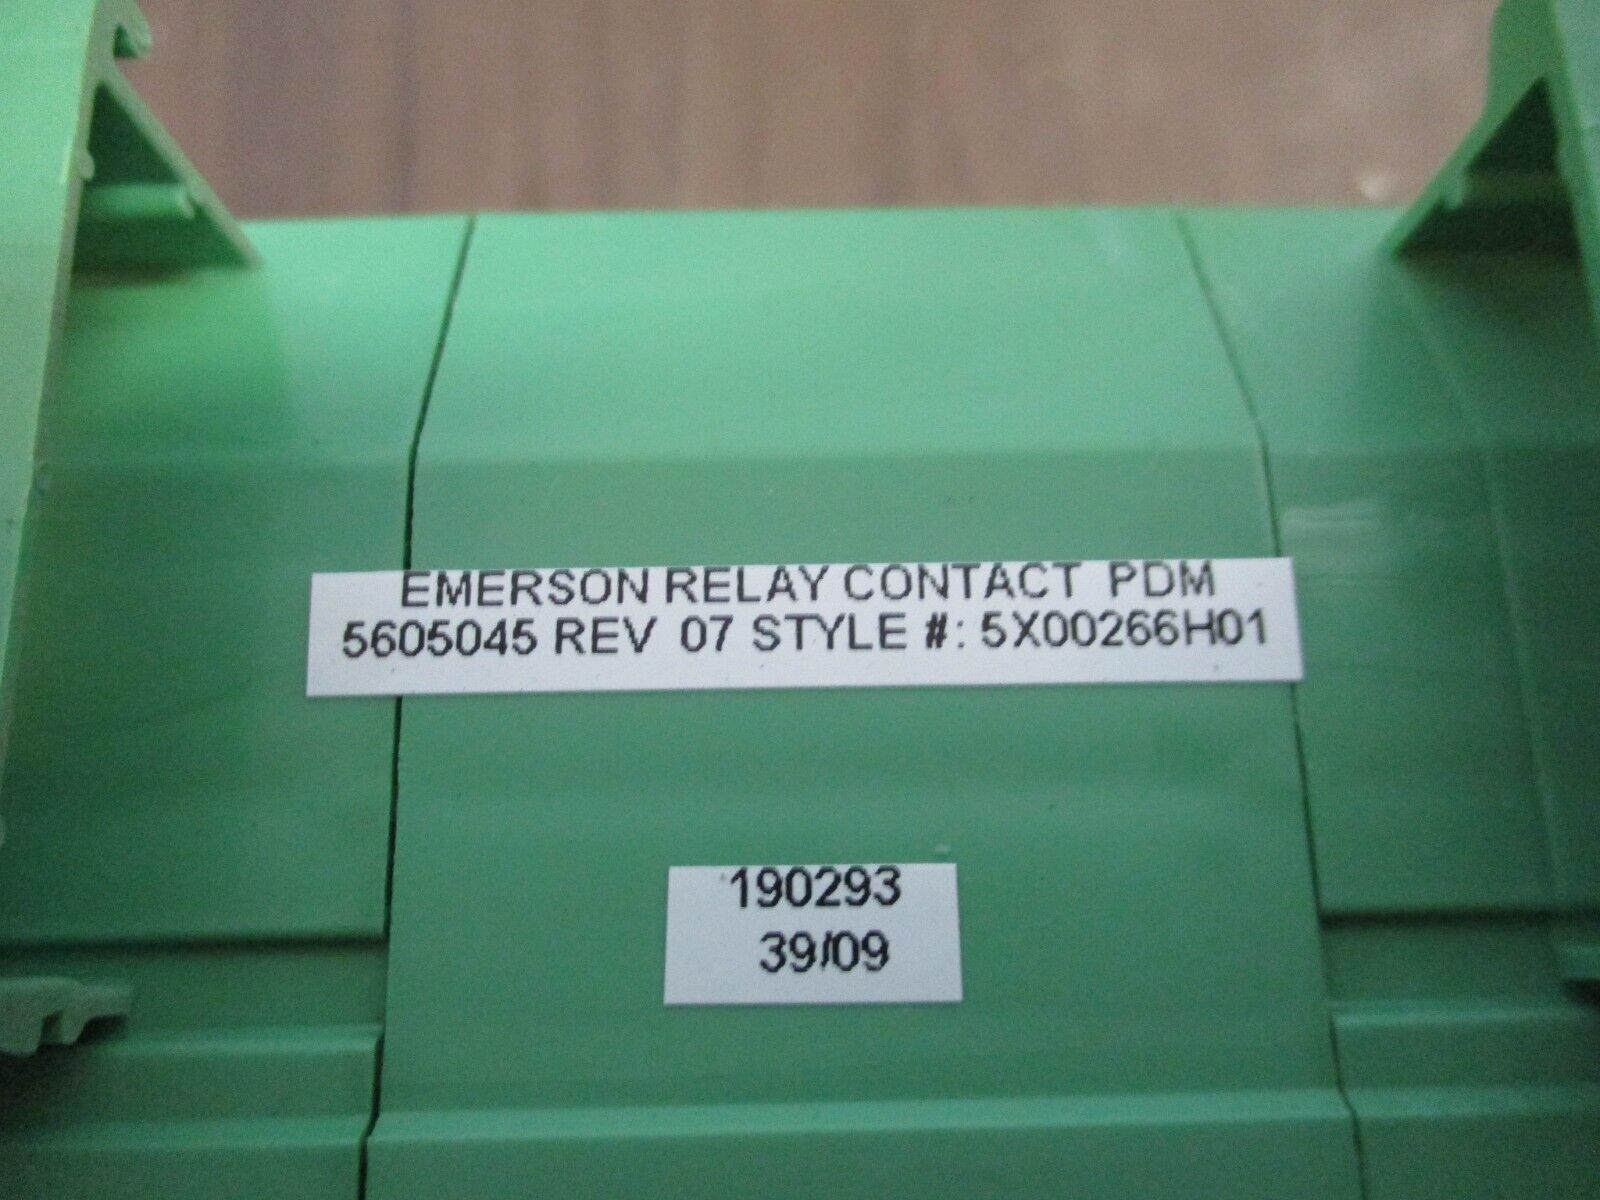 EMERSON RELAY CONTACT PDM
5605045 REV 07 STYLE #: 5X00266H01
190293
39/09